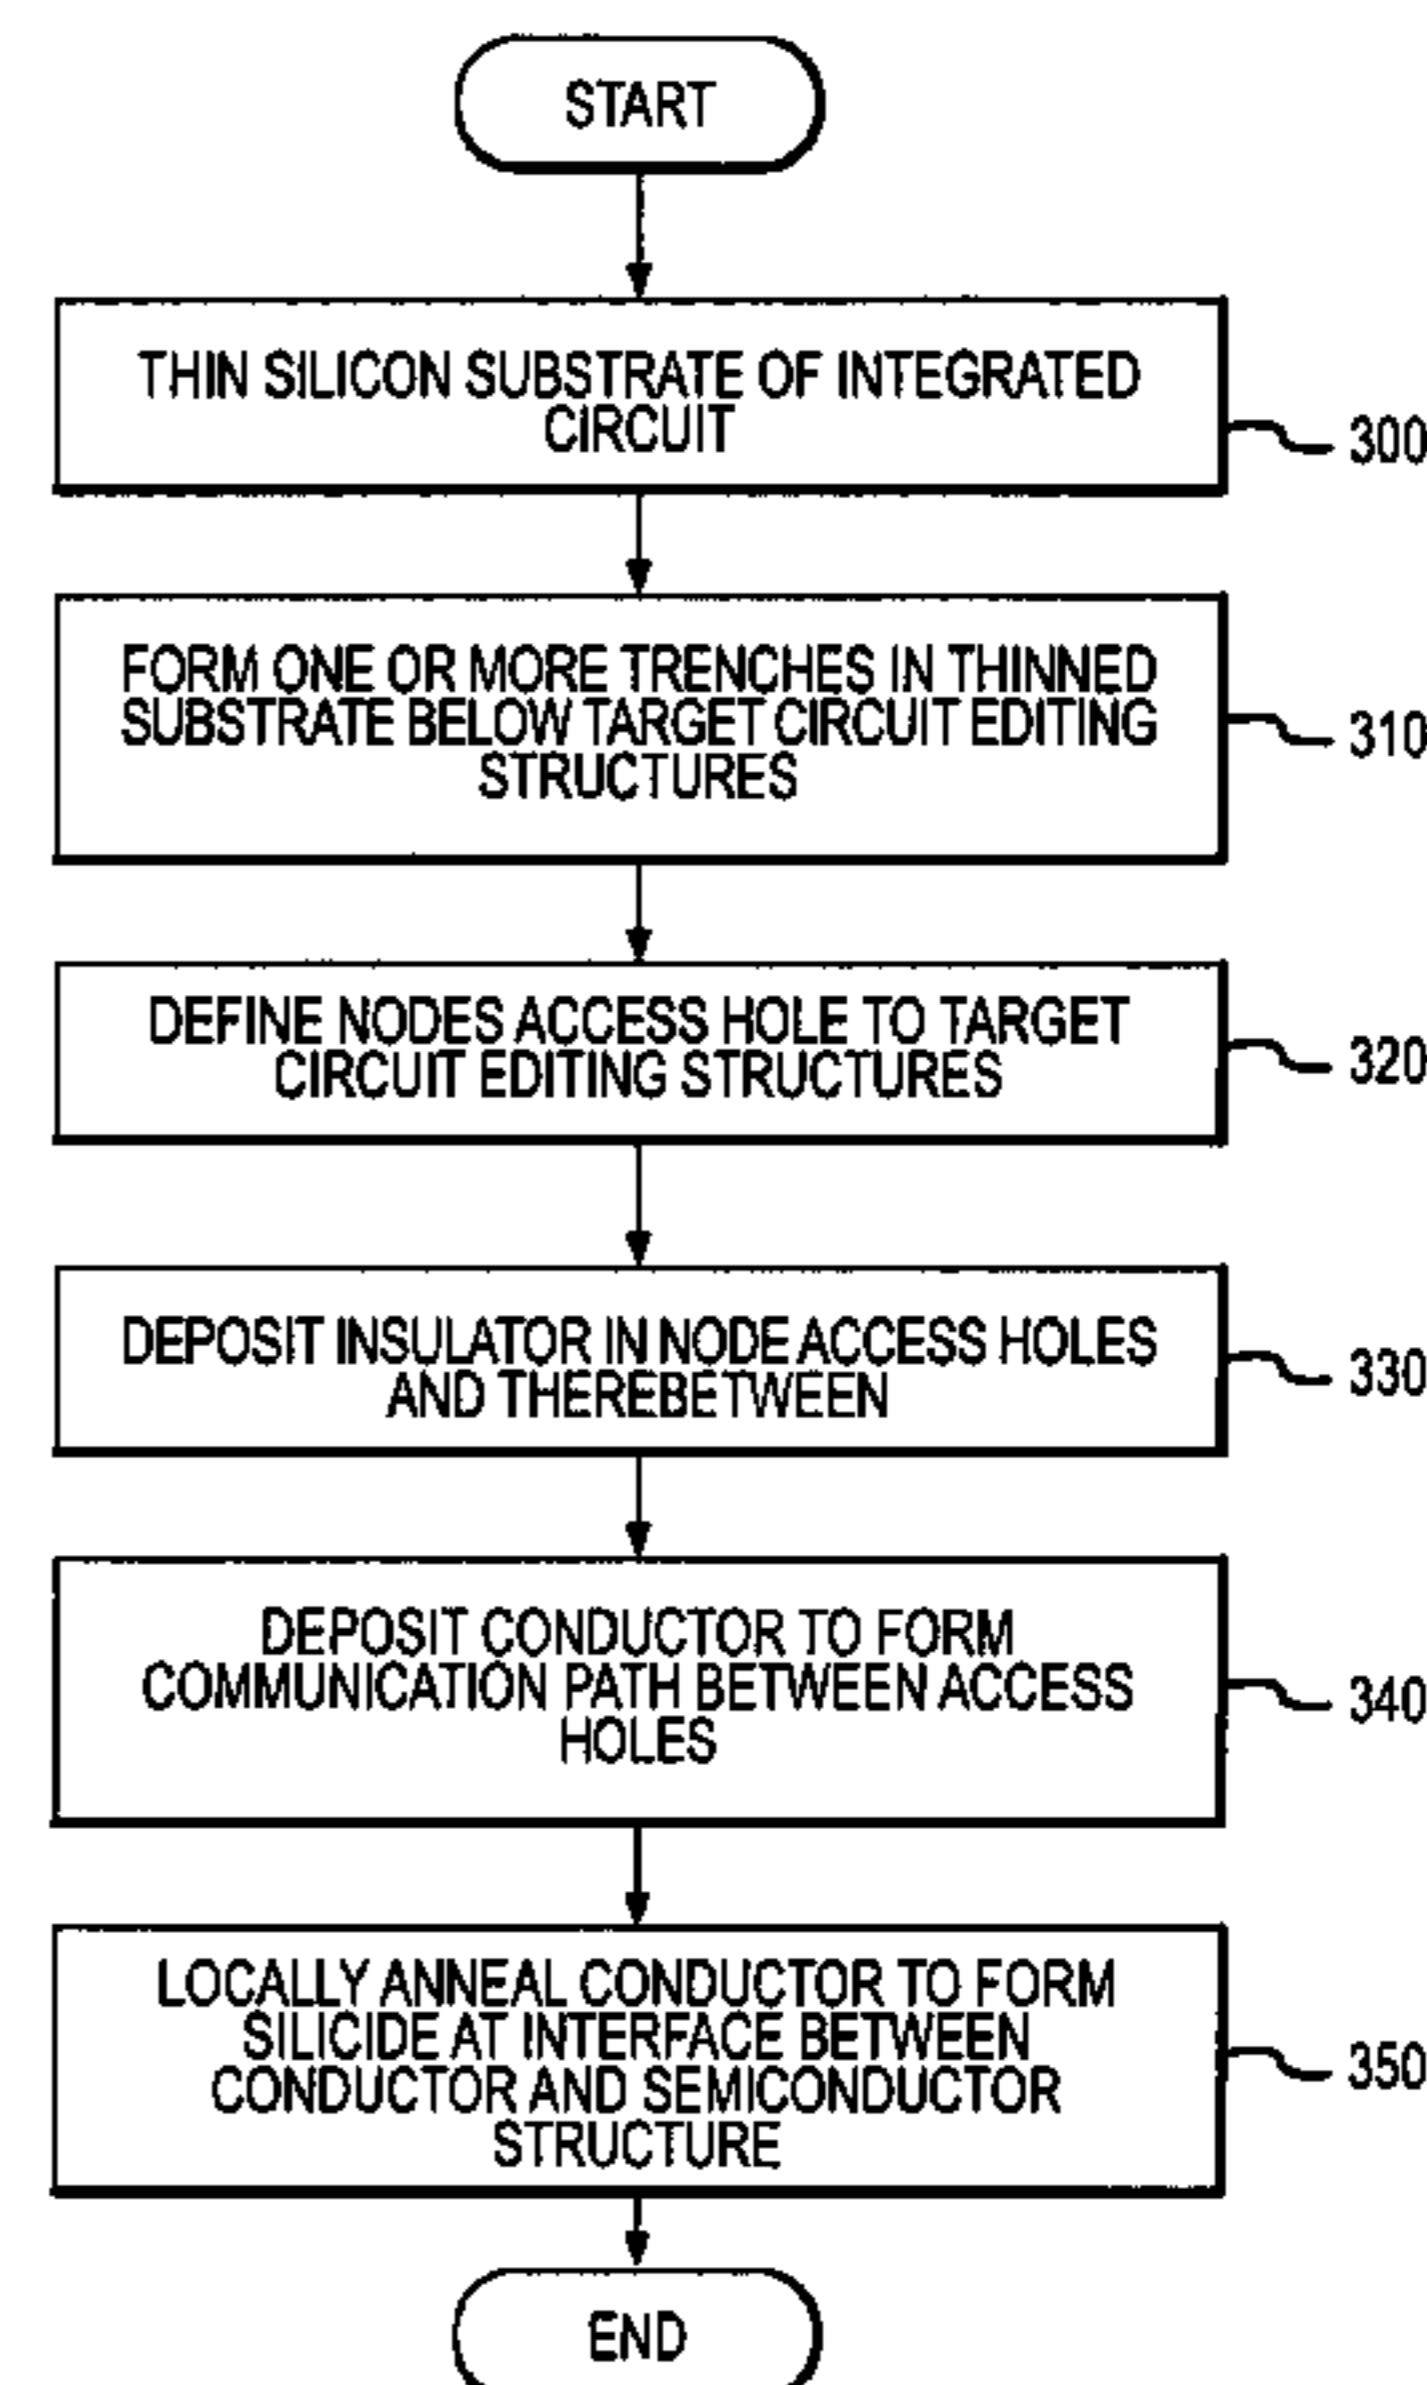 START
THIN SILICON SUBSTRATE OF INTEGRATED
CIRCUIT
300
FORM ONE OR MORE TRENCHES IN THINNED
SUBSTRATE BELOW TARGET CIRCUIT EDITING
STRUCTURES
310
DEFINE NODES ACCESS HOLE TO TARGET
CIRCUIT EDITING STRUCTURES
320
DEPOSIT INSULATOR IN NODE ACCESS HOLES
AND THEREBETWEEN
330
DEPOSIT CONDUCTOR TO FORM
COMMUNICATION PATH BETWEEN ACCESS
HOLES
340
LOCALLY ANNEAL CONDUCTOR TO FORM
SILICIDE AT INTERFACE BETWEEN
CONDUCTOR AND SEMICONDUCTOR
STRUCTURE
350
END